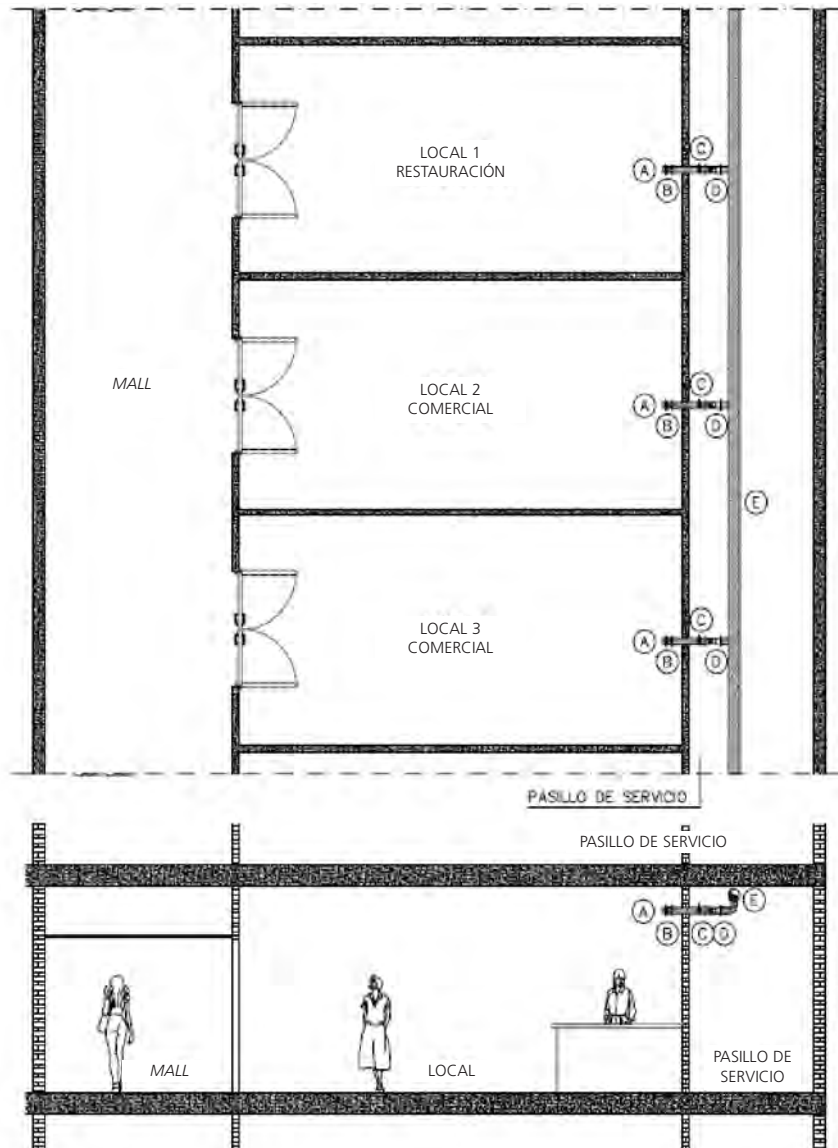 LOCAL 1
RESTAURACIÓN
C
A
B
D
MALL
LOCAL 2
COMERCIAL
C
A
B
D
E
LOCAL 3
COMERCIAL
C
A
B
D
PASILLO DE SERVICIO
PASILLO DE SERVICIO
A
E
B
C
D
MALL
LOCAL
PASILLO DE
SERVICIO